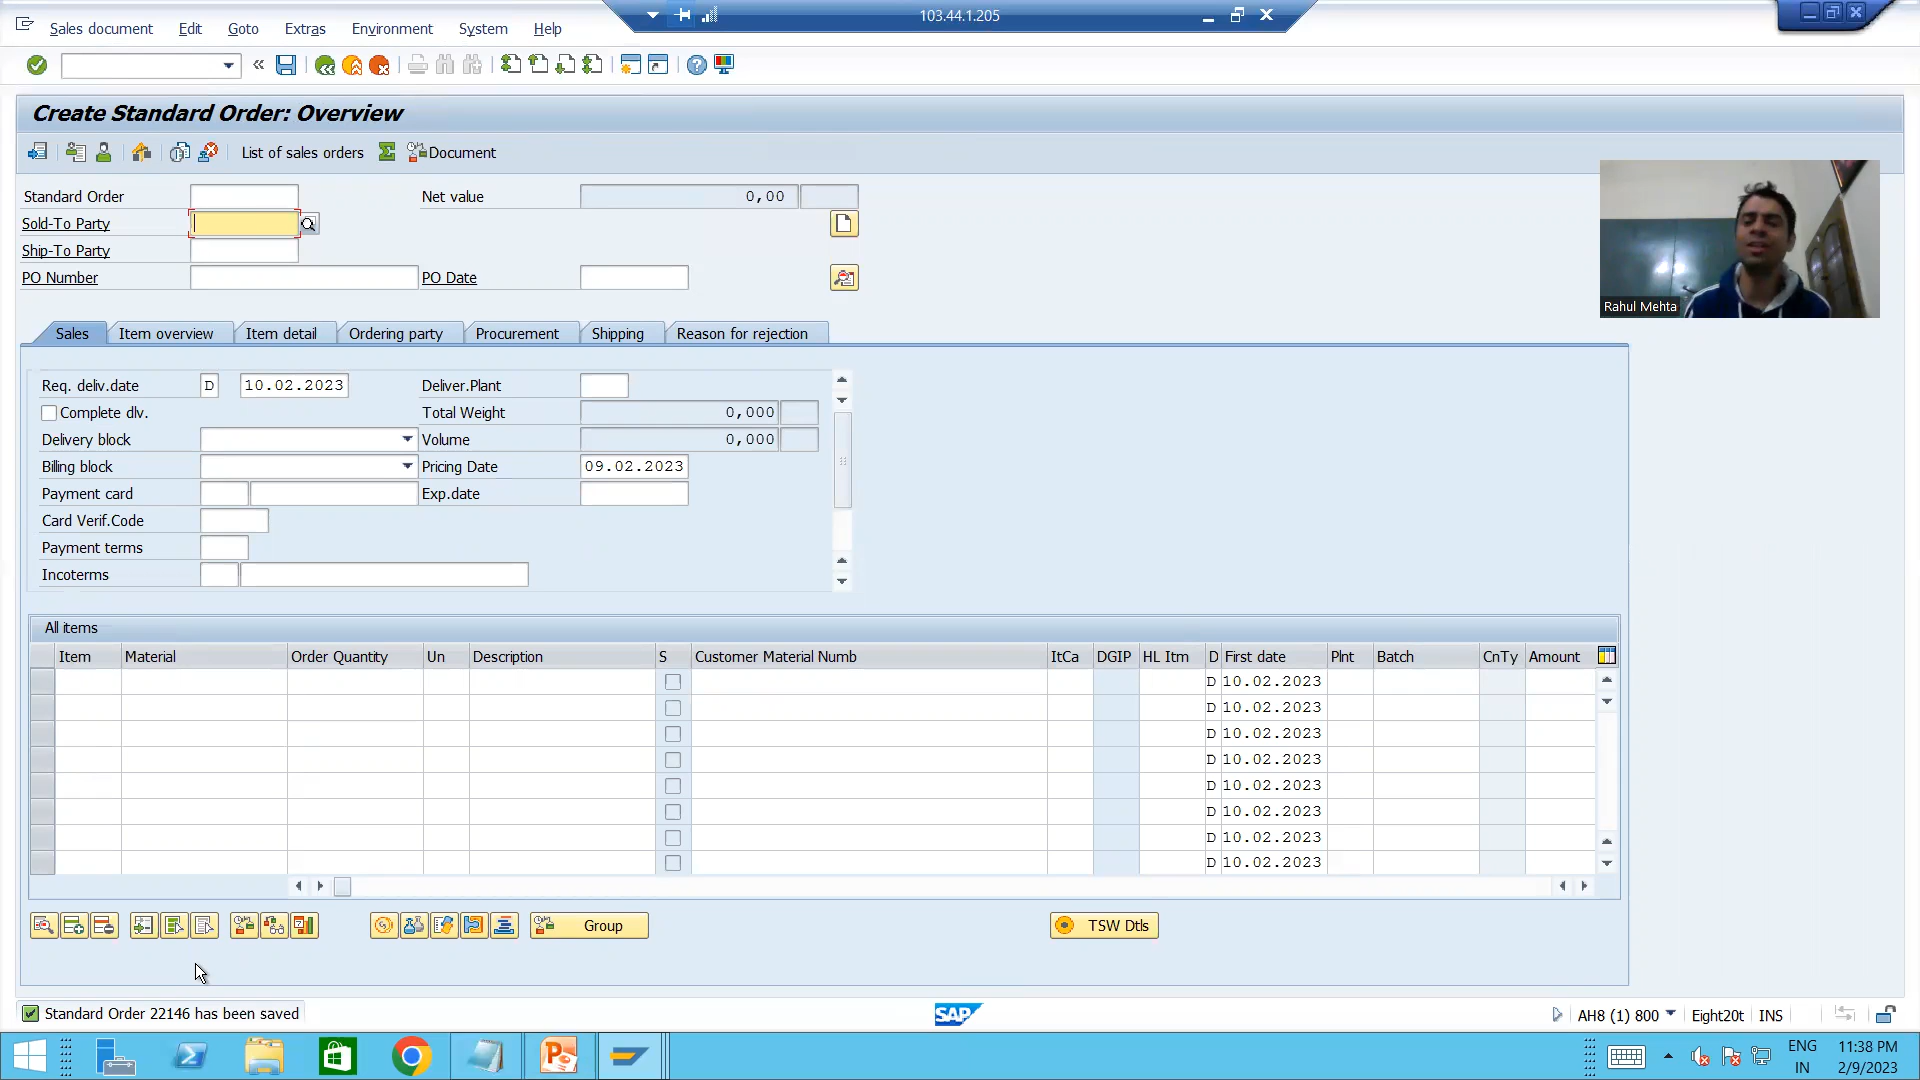 103.44.1.205
Sales document Edit Goto Extras Environment System Help
Create Standard Order: Overview
List of sales orders Document
Standard Order Net value 0,00
Sold-To Party
Ship-To Party
PO Number PO Date
Rahul Mehta
Sales Item overview Item detail Ordering party Procurement Shipping Reason for rejection
Req. deliv.date D 10.02.2023 Deliver.Plant
Complete dlv. Total Weight 0,000
Delivery block Volume 0,000
Billing block Pricing Date 09.02.2023
Payment card Exp.date
Card Verif.Code
Payment terms
Incoterms
All items
Item Material Order Quantity Un Description S Customer Material Numb ItCa DGIP HL Itm D First date Plnt Batch CnTy Amount
D 10.02.2023
D 10.02.2023
D 10.02.2023
D 10.02.2023
D 10.02.2023
D 10.02.2023
D 10.02.2023
D 10.02.2023
Group TSW Dtls
Standard Order 22146 has been saved SAP AH8 (1) 800 Eight20t INS
ENG 11:38 PM
IN 2/9/2023